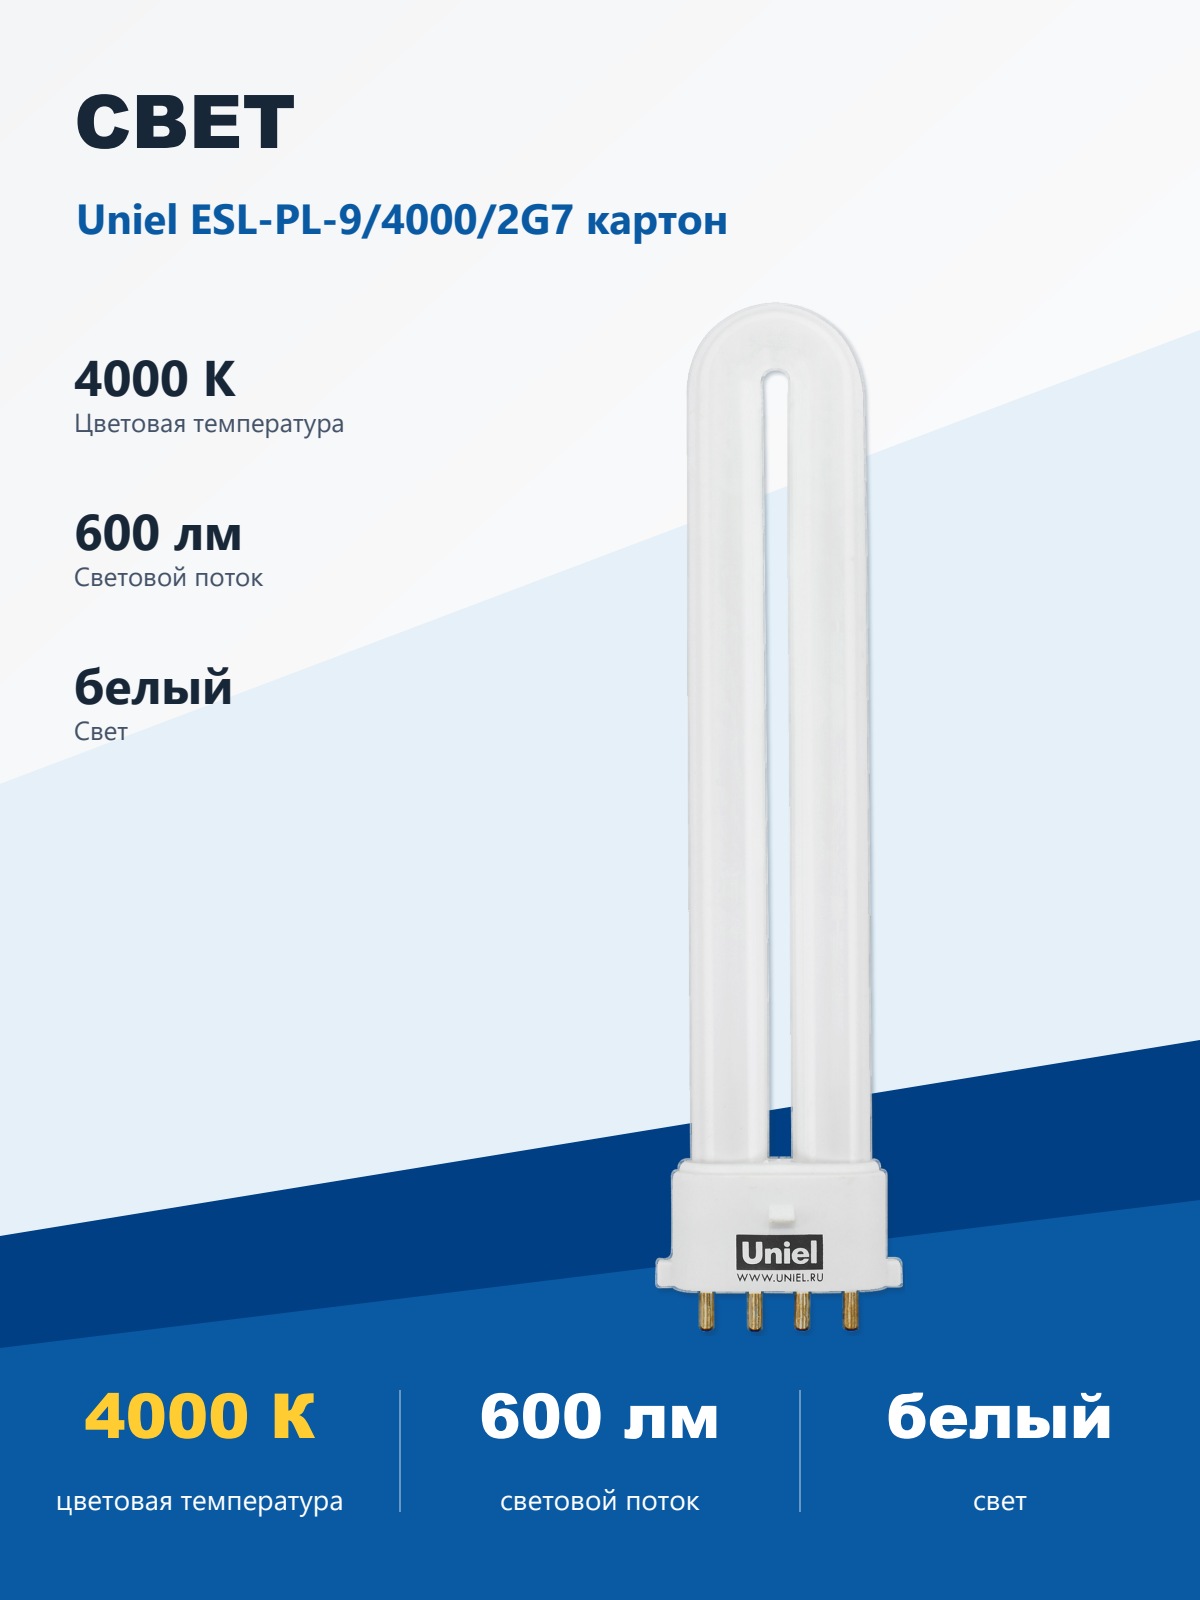 СВЕТ
Uniel ESL-PL-9/4000/2G7 картон
4000 К
Цветовая температура
600 лм
Световой поток
белый
Свет
Uniel
WWW.UNIEL.RU
4000 К
600 лм
белый
цветовая температура
световой поток
свет